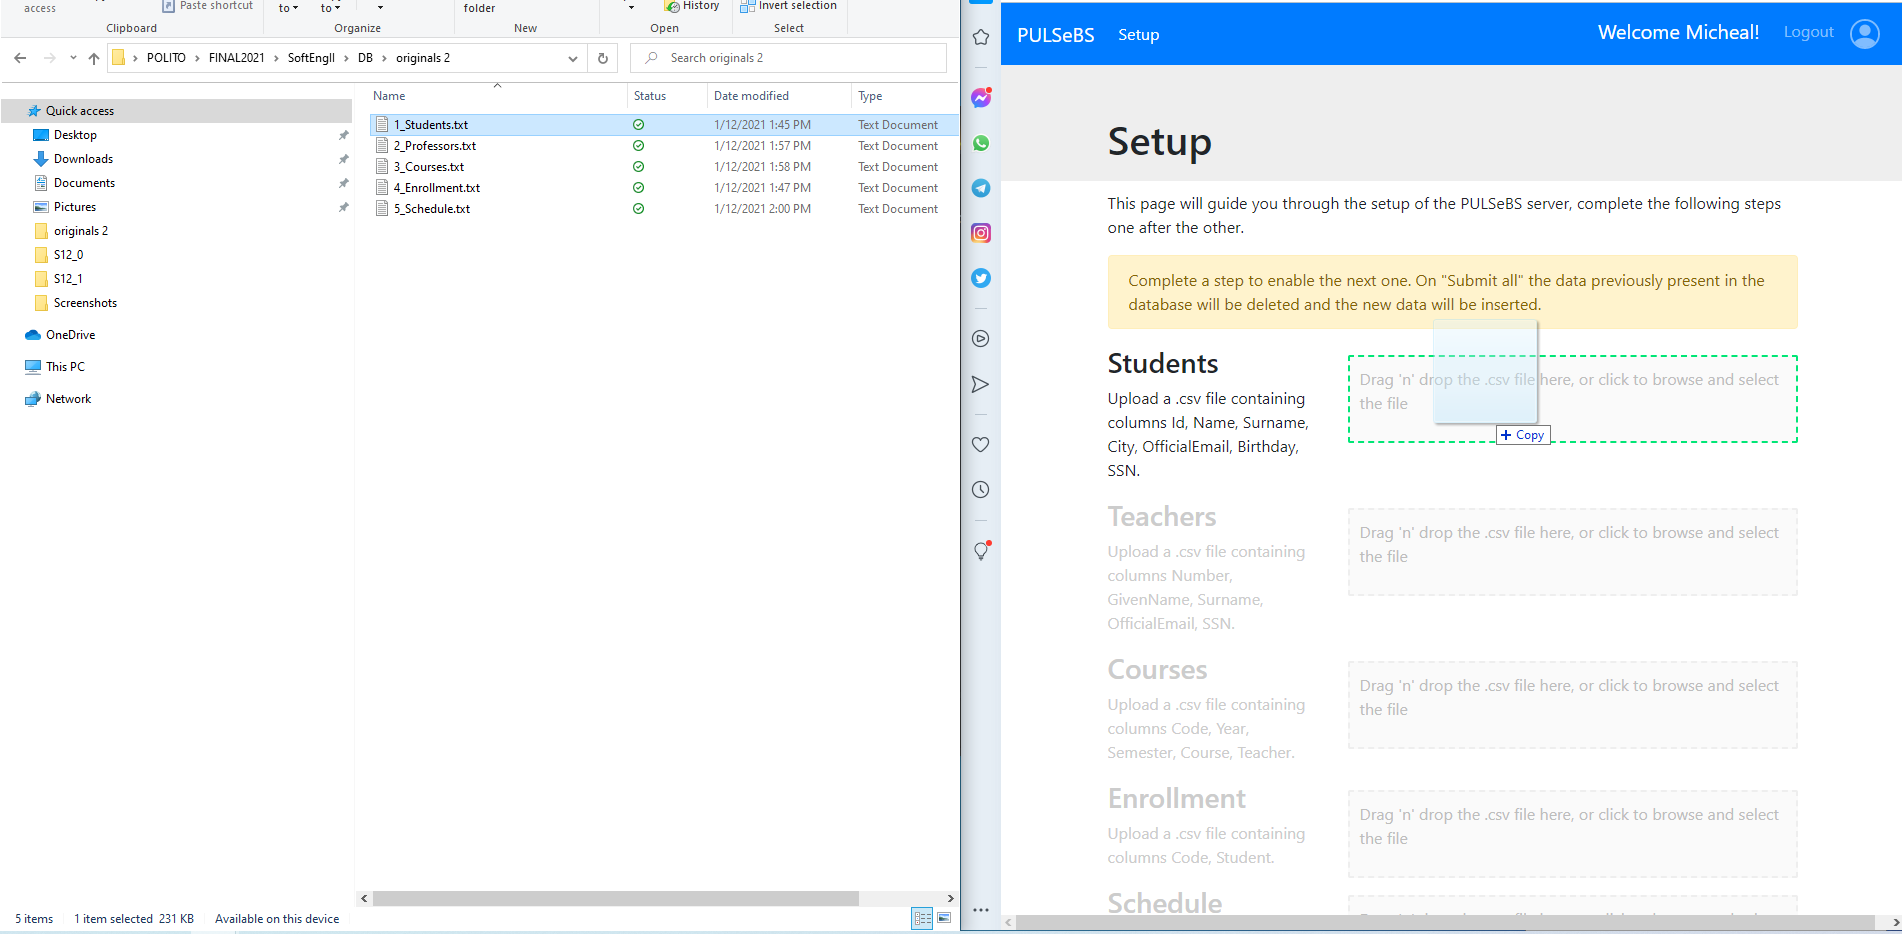 access
Paste shortcut
to
to
folder
History
Invert selection
Clipboard
Organize
New
Open
Select
POLITO
FINAL2021
SoftEngII
DB
originals 2
Search originals 2
Name
Status
Date modified
Type
Quick access
Desktop
Downloads
Documents
Pictures
originals 2
S12_0
S12_1
Screenshots
OneDrive
This PC
Network
1_Students.txt 1/12/2021 1:45 PM Text Document
2_Professors.txt 1/12/2021 1:57 PM Text Document
3_Courses.txt 1/12/2021 1:58 PM Text Document
4_Enrollment.txt 1/12/2021 1:47 PM Text Document
5_Schedule.txt 1/12/2021 2:00 PM Text Document
5 items
1 item selected 231 KB
Available on this device
PULSeBS
Setup
Welcome Micheal!
Logout
Setup
This page will guide you through the setup of the PULSeBS server, complete the following steps
one after the other.
Complete a step to enable the next one. On "Submit all" the data previously present in the
database will be deleted and the new data will be inserted.
Students
Upload a .csv file containing
columns Id, Name, Surname,
City, OfficialEmail, Birthday,
SSN.
Drag 'n' drop the .csv file here, or click to browse and select
the file
+ Copy
Teachers
Upload a .csv file containing
columns Number,
GivenName, Surname,
OfficialEmail, SSN.
Drag 'n' drop the .csv file here, or click to browse and select
the file
Courses
Upload a .csv file containing
columns Code, Year,
Semester, Course, Teacher.
Drag 'n' drop the .csv file here, or click to browse and select
the file
Enrollment
Upload a .csv file containing
columns Code, Student.
Drag 'n' drop the .csv file here, or click to browse and select
the file
Schedule